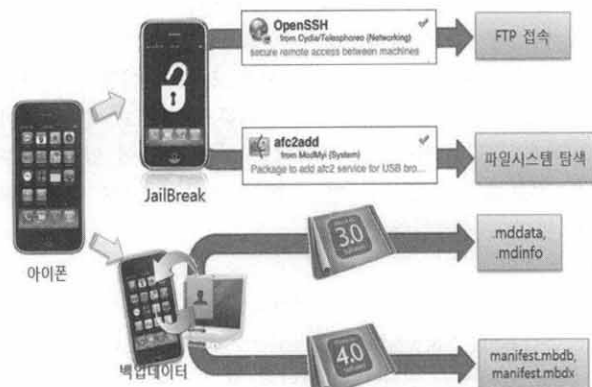 OpenSSH
from Cydia/Telesphoreo (Networking)
secure remote access between machines
FTP 접속
JailBreak
afc2add
from ModMyi (System)
Package to add afc2 service for USB bro...
파일시스템 탐색
아이폰
3.0
.mddata,
.mdinfo
백업데이터
4.0
manifest.mbdb,
manifest.mbdx